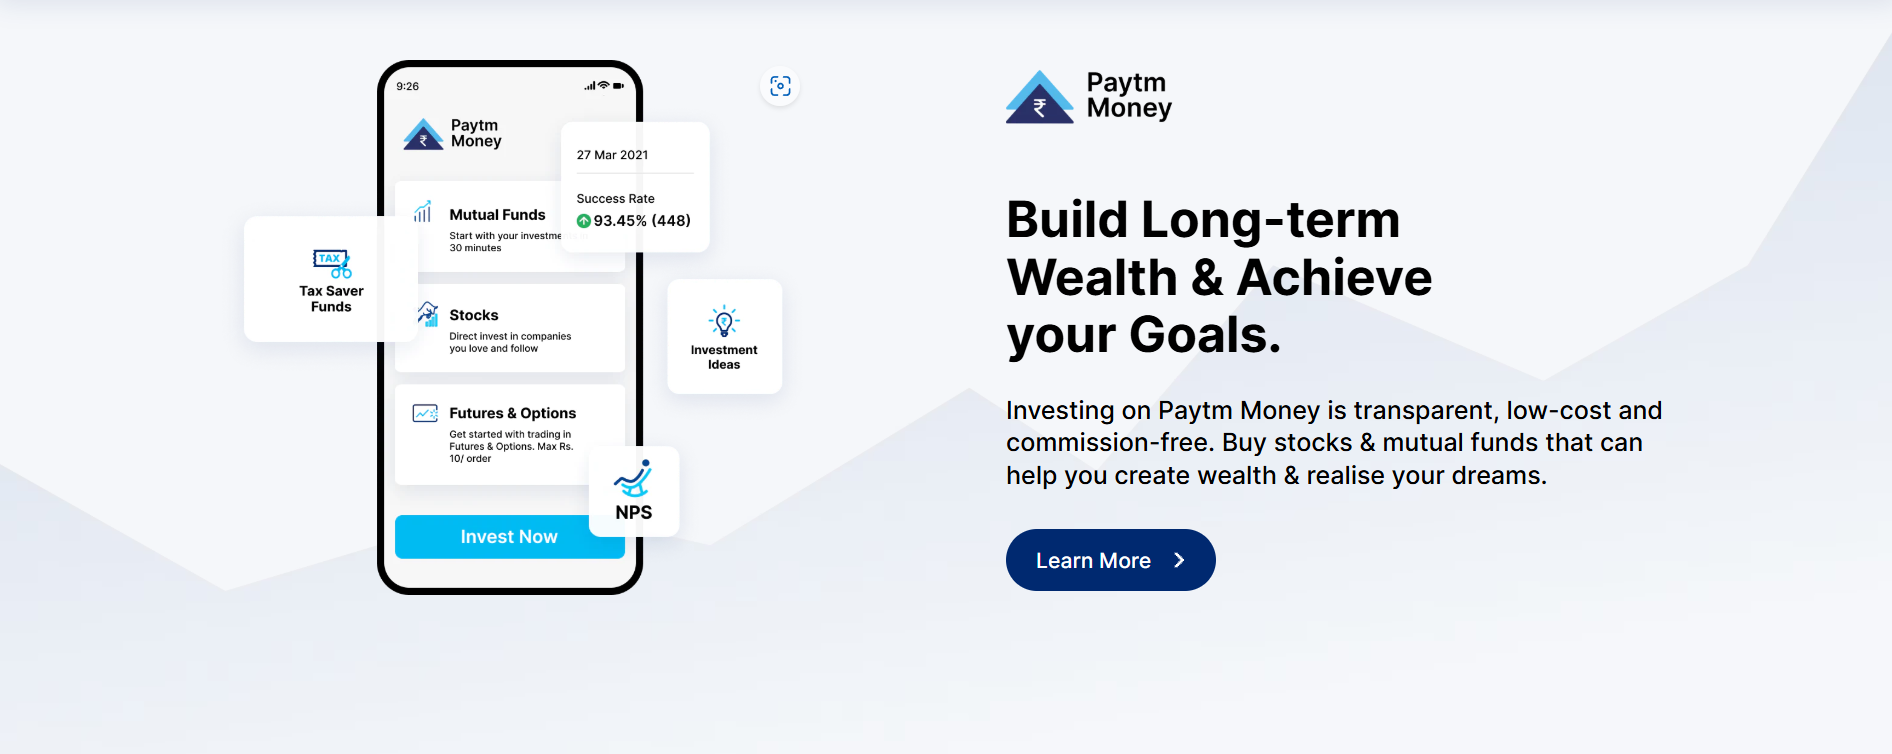 9:26
Paytm
Money
₹
27 Mar 2021
Success Rate
93.45% (448)
Mutual Funds
Start with your
30 minutes
TAX
Tax Saver
Funds
Stocks
Direct invest in companies
you love and follow
₹
Investment
Ideas
Futures & Options
Get started with trading in
Futures & Options. Max Rs.
10/ order
NPS
Invest Now
₹
Paytm
Money
Build Long-term
Wealth & Achieve
your Goals.
Investing on Paytm Money is transparent, low-cost and
commission-free. Buy stocks & mutual funds that can
help you create wealth & realise your dreams.
Learn More